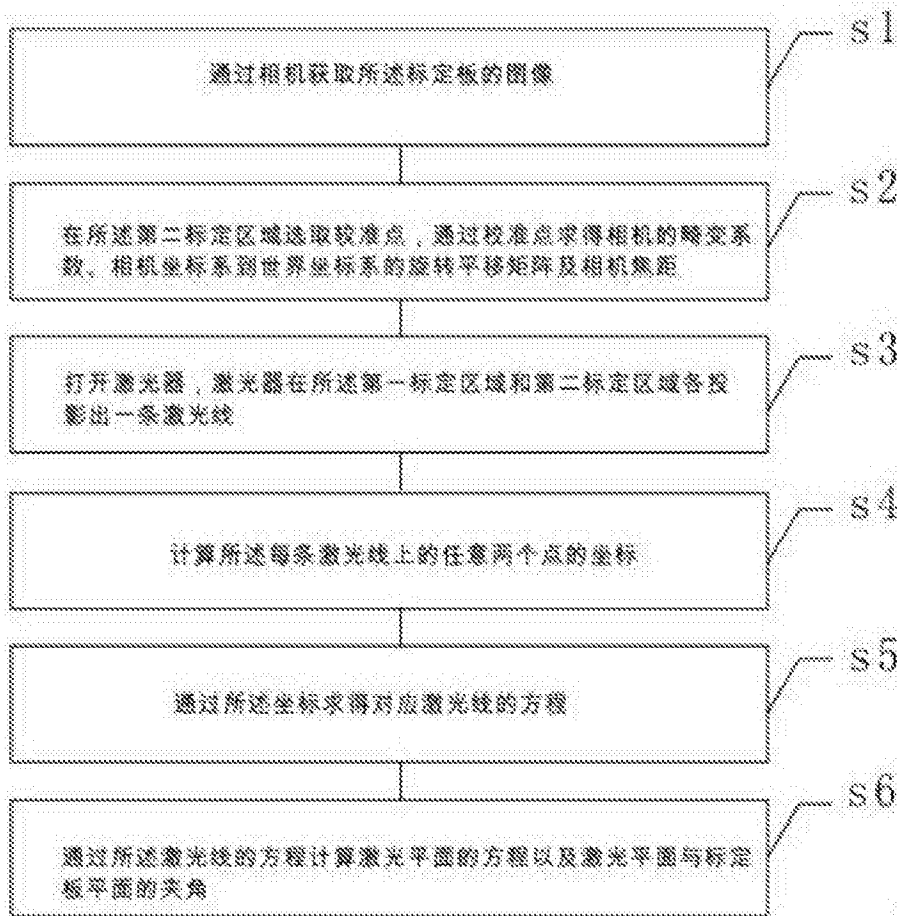 s1
通过相机获取所述标定板的图像
s2
在所述第二标定区域选取较准点，通过校准点求得相机的畸变系
数、相机坐标系到世界坐标系的旋转平移矩阵及相机焦距
s3
打开激光器，激光器在所述第一标定区域和第二标定区域各投
影出一条激光线
s4
计算所述每条激光线上的任意两个点的坐标
s5
通过所述坐标求得对应激光线的方程
s6
通过所述激光线的方程计算激光平面的方程以及激光平面与标定
板平面的夹角